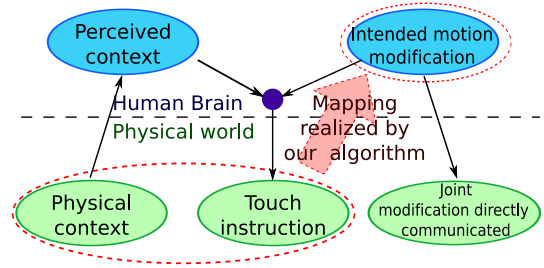 Perceived
context
Intended motion
modification
Human Brain
Physical world
Mapping
realized by
our algorithm
Physical
context
Touch
instruction
Joint
modification directly
communicated